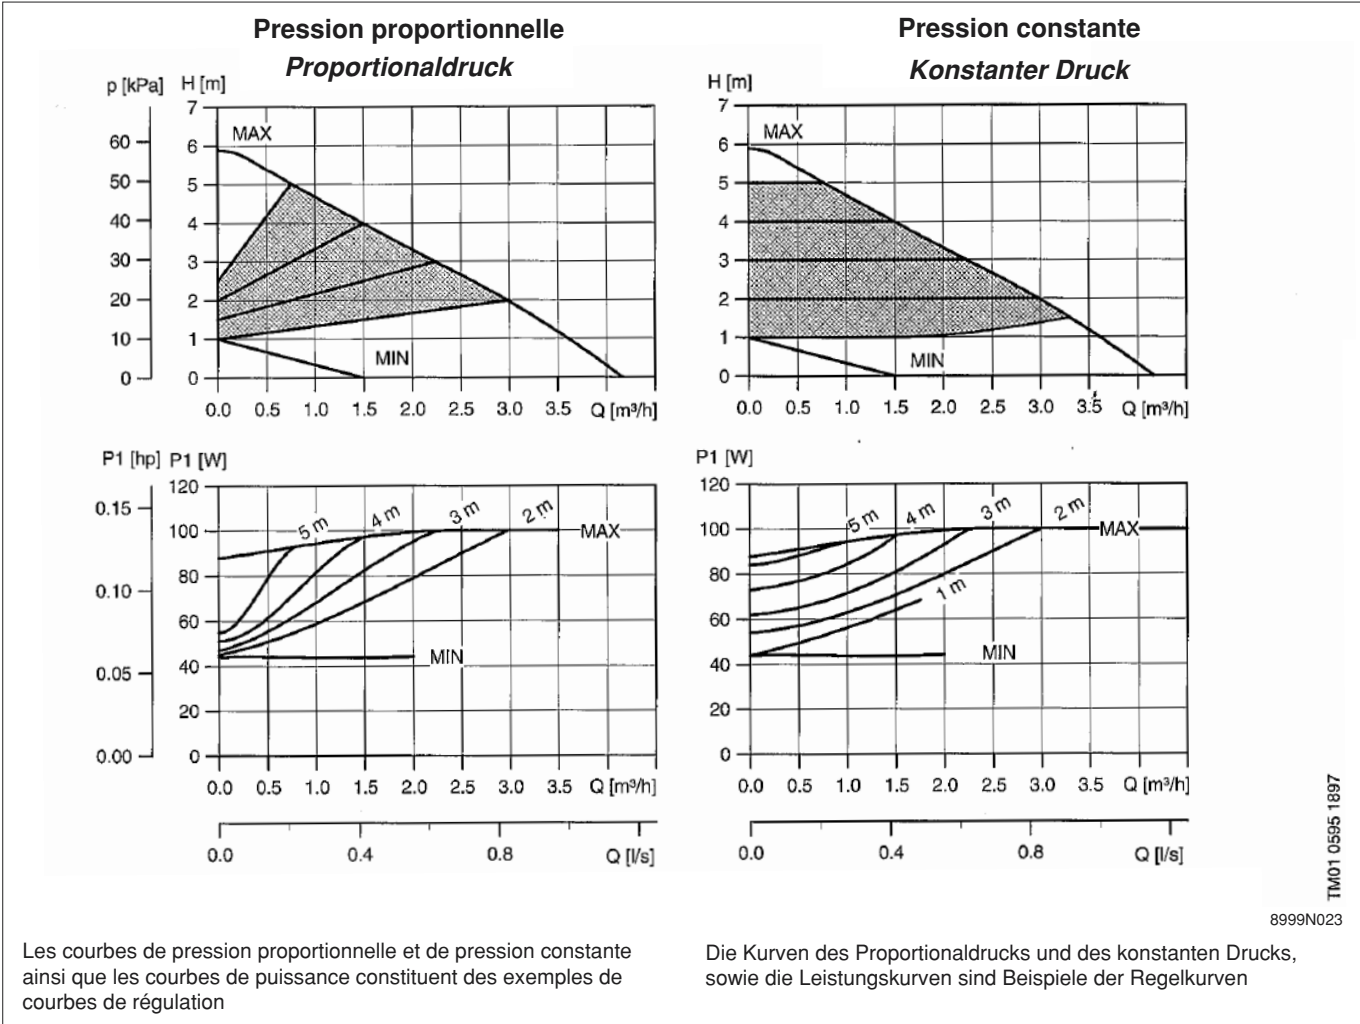 Pression proportionnelle
Proportionaldruck
p [kPa] H [m]
7
MAX
60 6
50 5
40 4
30 3
20 2
10 1
MIN
0 0
0.0 0.5 1.0 1.5 2.0 2.5 3.0 3.5 Q [m³/h]
Pression constante
Konstanter Druck
H [m]
7
MAX
6
5
4
3
2
1
MIN
0
0.0 0.5 1.0 1.5 2.0 2.5 3.0 3.5 Q [m³/h]
P1 [hp] P1 [W]
120
0.15
5 m 4 m 3 m 2 m
100 MAX
80
0.10
60
MIN
40
0.05
20
0.00 0
0.0 0.5 1.0 1.5 2.0 2.5 3.0 3.5 Q [m³/h]
0.0 0.4 0.8 Q [l/s]
P1 [W]
120
5 m 4 m 3 m 2 m
100 MAX
80
1 m
60
MIN
40
20
0
0.0 0.5 1.0 1.5 2.0 2.5 3.0 3.5 Q [m³/h]
0.0 0.4 0.8 Q [l/s]
TM01 0595 1897
8999N023
Les courbes de pression proportionnelle et de pression constante
ainsi que les courbes de puissance constituent des exemples de
courbes de régulation
Die Kurven des Proportionaldrucks und des konstanten Drucks,
sowie die Leistungskurven sind Beispiele der Regelkurven